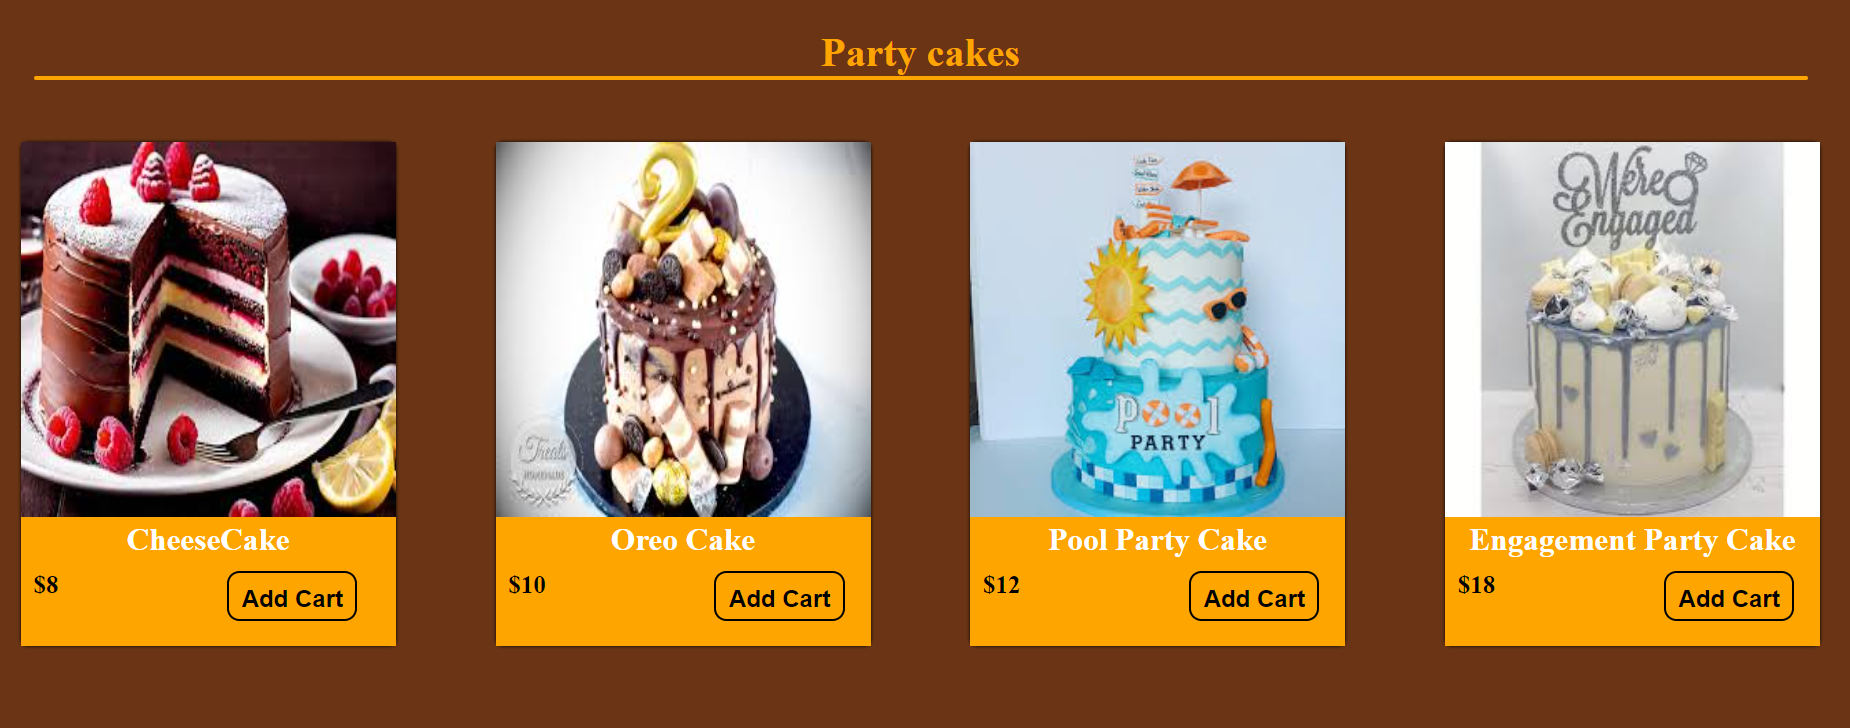 Party cakes
2
Treats
We're
Engaged
POOL
PARTY
CheeseCake
Oreo Cake
Pool Party Cake
Engagement Party Cake
$8
Add Cart
$10
Add Cart
$12
Add Cart
$18
Add Cart